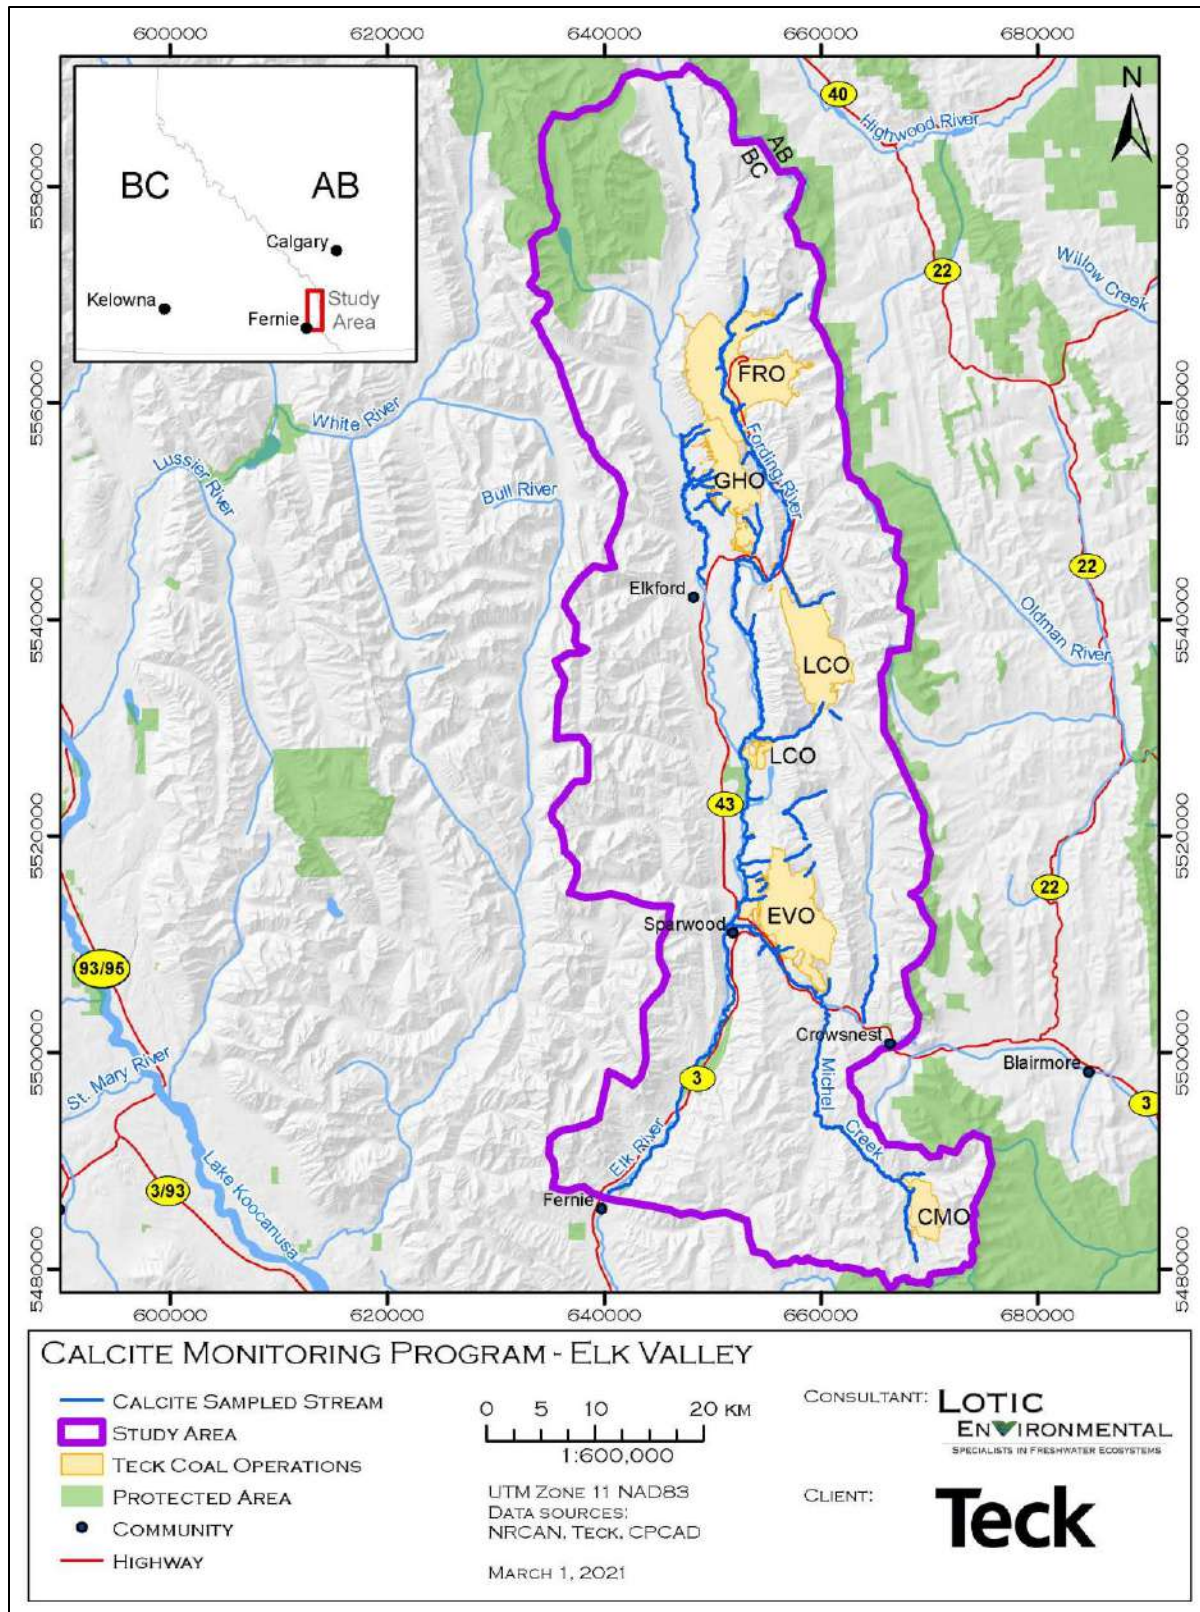 600000 620000 640000 660000 680000
N
40
Highwood River
BC AB
BC AB
Calgary
Kelowna
Fernie
Study
Area
5580000
5580000
22
Willow Creek
FRO
5560000
5560000
White River
Lussier River
Bull River
Fording River
GHO
22
Elkford
5540000
5540000
Oldman River
LCO
LCO
43
5520000
5520000
22
EVO
Sparwood
93/95
Crowsnest
5500000
5500000
Blairmore
St. Mary River
3
3
Michel
Creek
Elk River
Lake Koocanusa
3/93
Fernie
CMO
5480000
5480000
600000 620000 640000 660000 680000
CALCITE MONITORING PROGRAM - ELK VALLEY
CALCITE SAMPLED STREAM
STUDY AREA
TECK COAL OPERATIONS
PROTECTED AREA
COMMUNITY
HIGHWAY
0 5 10 20 KM
1:600,000
UTM ZONE 11 NAD83
DATA SOURCES:
NRCAN, TECK, CPCAD
MARCH 1, 2021
CONSULTANT: LOTIC
ENVIRONMENTAL
SPECIALISTS IN FRESHWATER ECOSYSTEMS
CLIENT: Teck